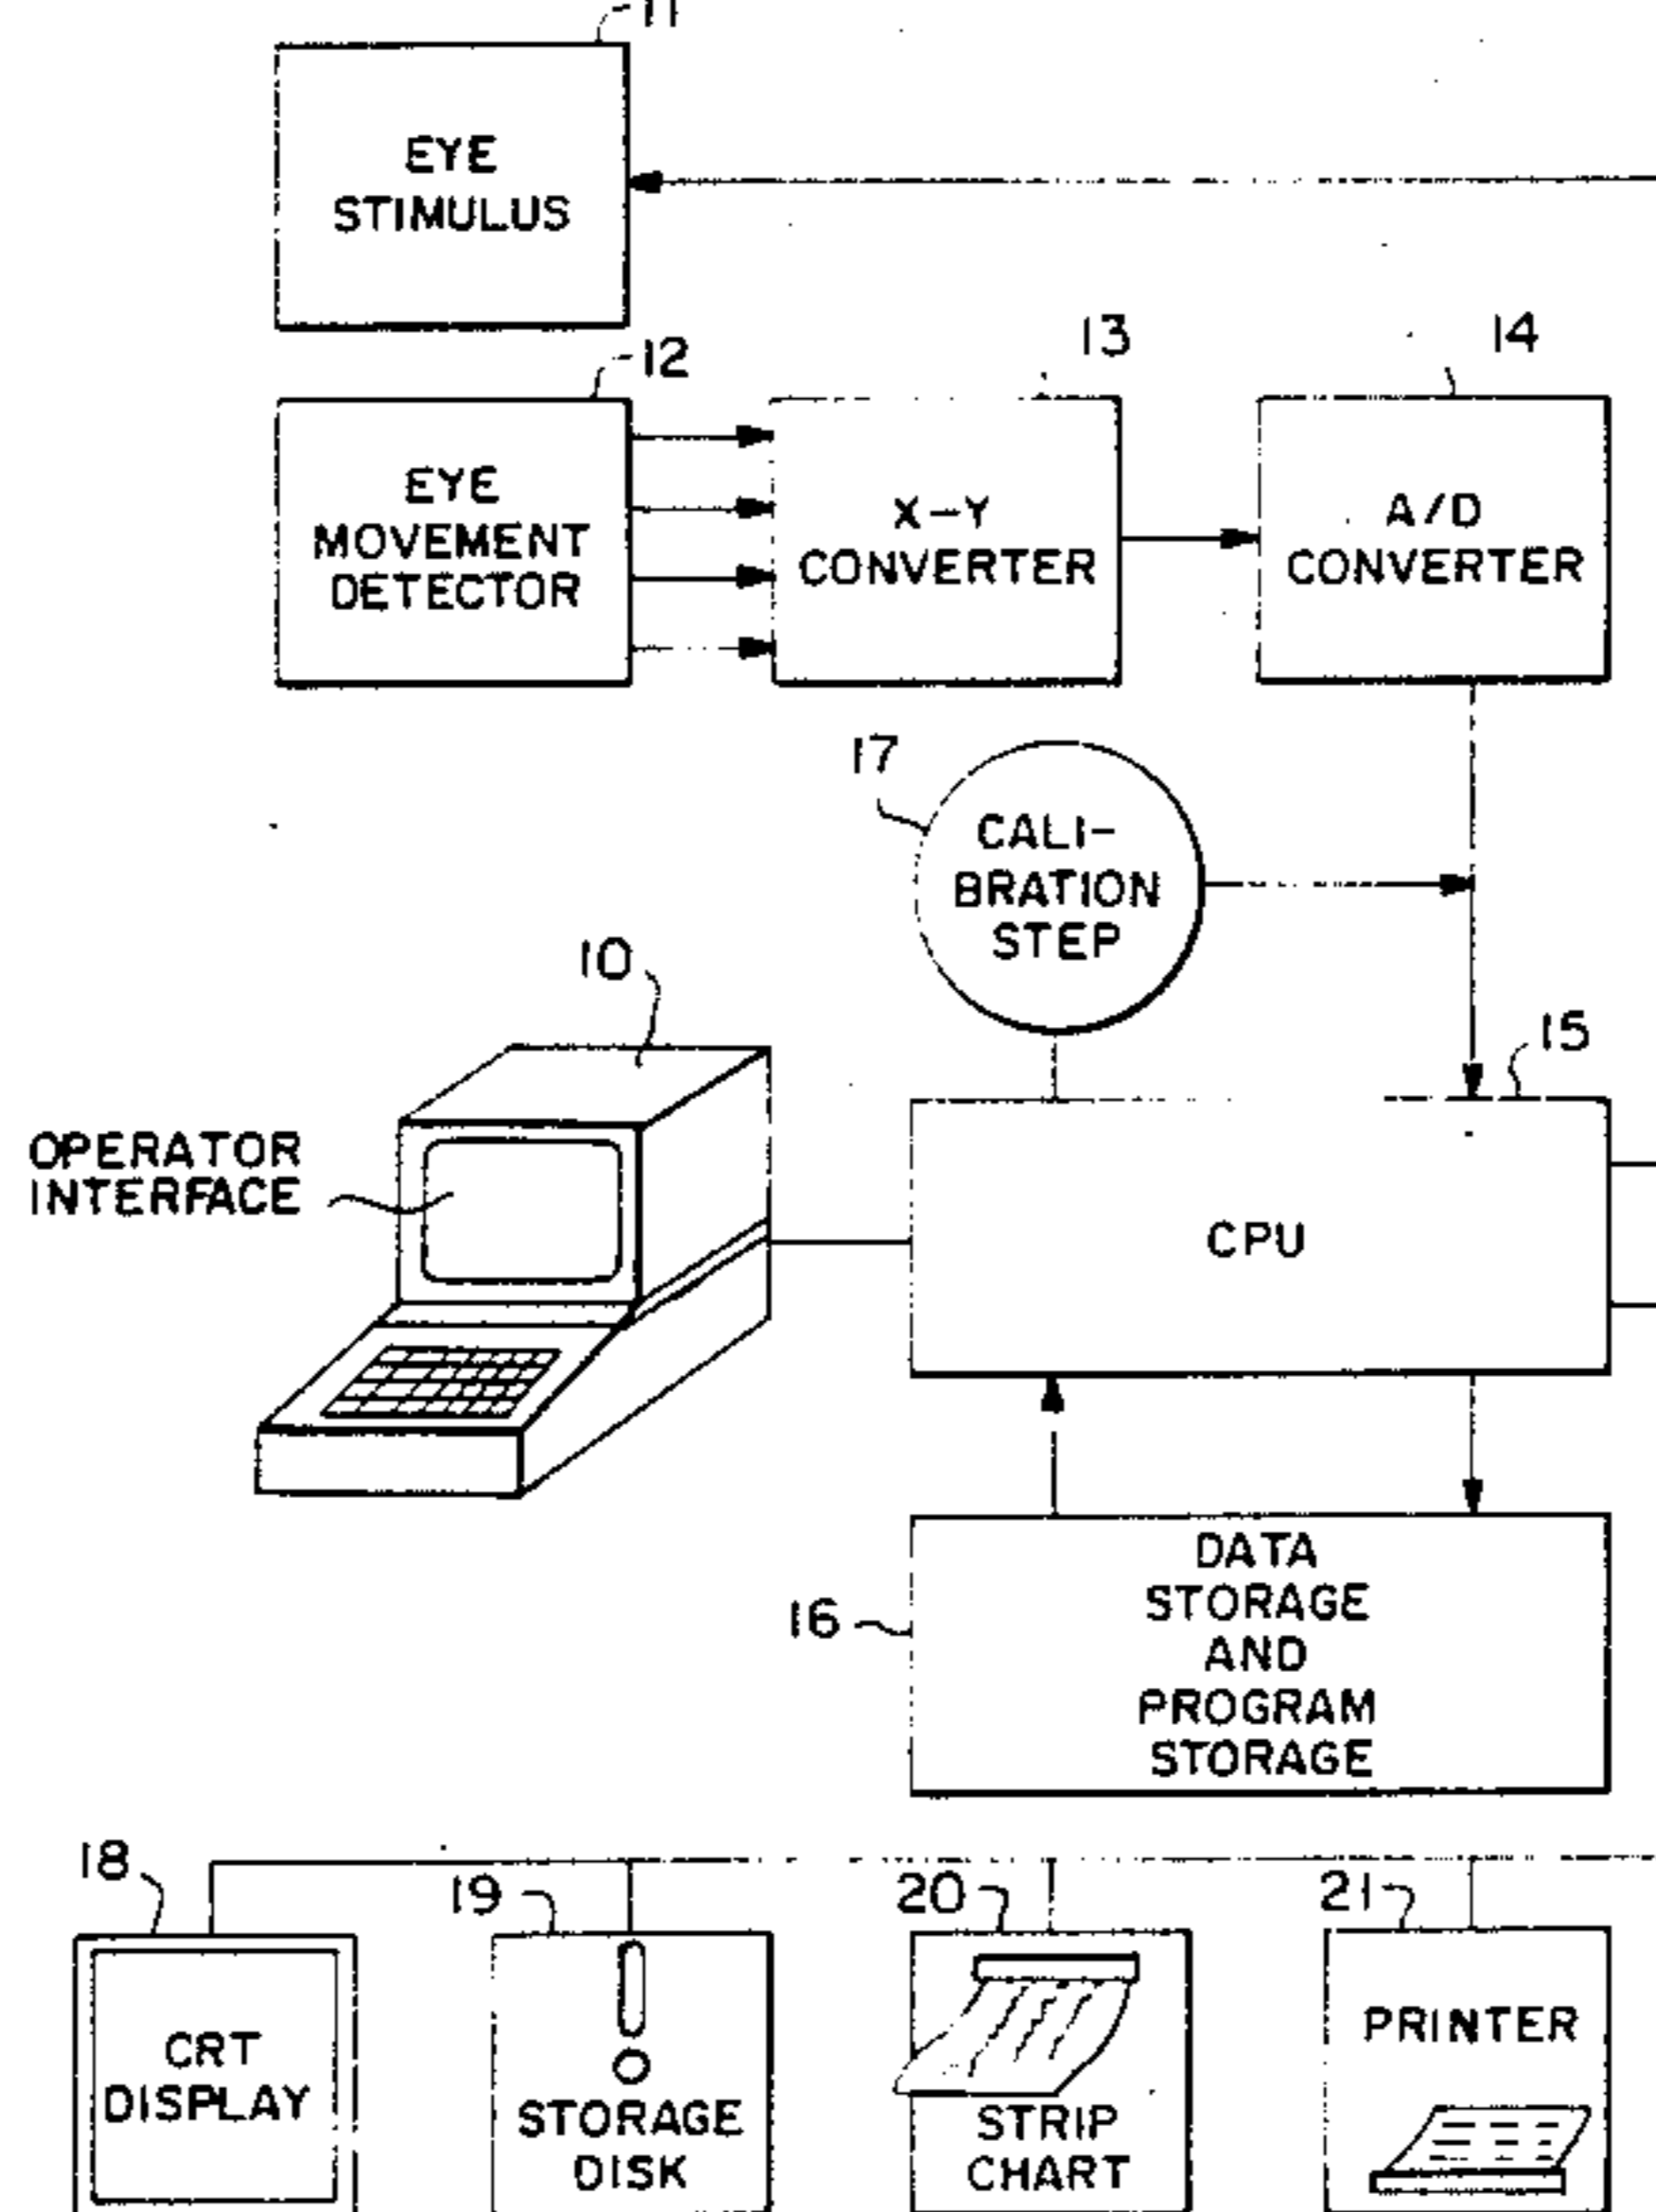 11
EYE
STIMULUS
12
13
14
EYE
MOVEMENT
DETECTOR
X-Y
CONVERTER
A/D
CONVERTER
17
CALI-
BRATION
STEP
10
15
OPERATOR
INTERFACE
CPU
16
DATA
STORAGE
AND
PROGRAM
STORAGE
18
19
20
21
CRT
DISPLAY
STORAGE
DISK
STRIP
CHART
PRINTER